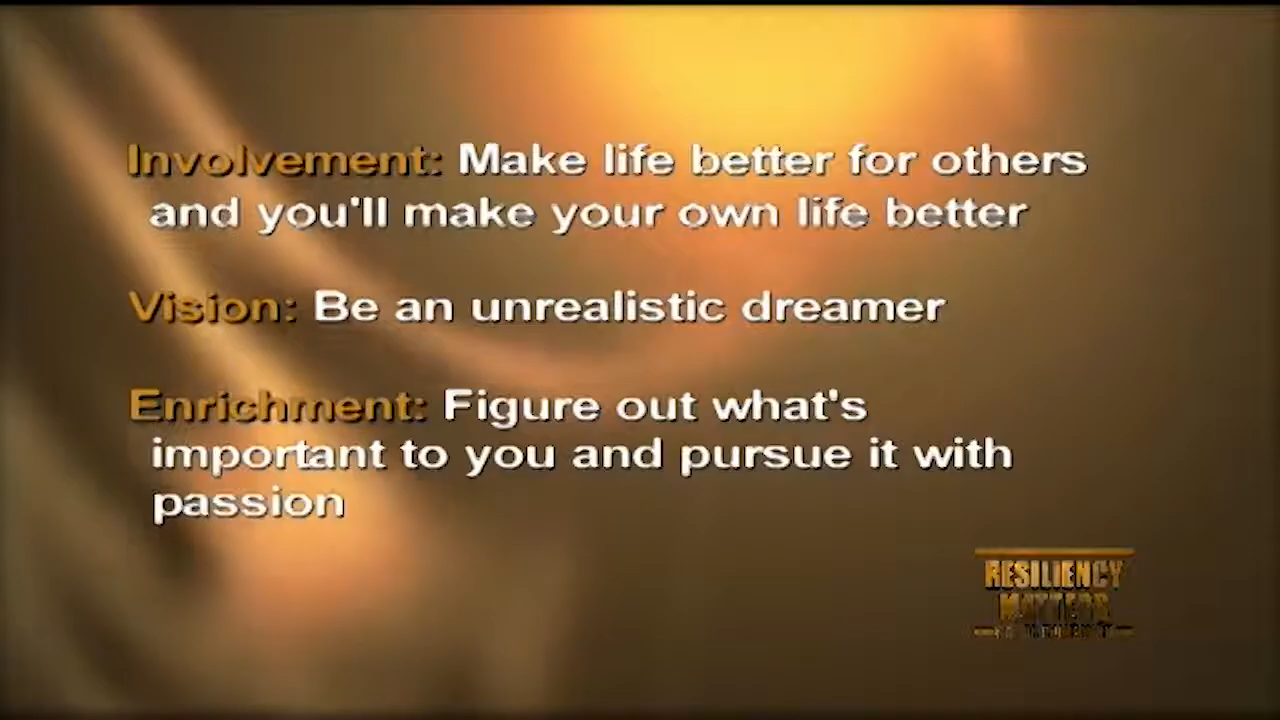 Involvement: Make life better for others
and you'll make your own life better
Vision: Be an unrealistic dreamer
Enrichment: Figure out what's
important to you and pursue it with
passion
RESILIENCY
MATTERS